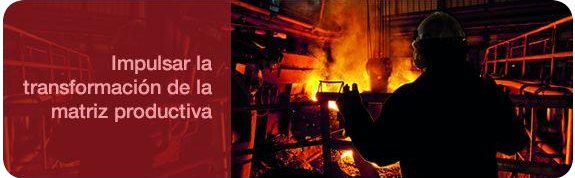 Impulsar la
transformación de la
matriz productiva